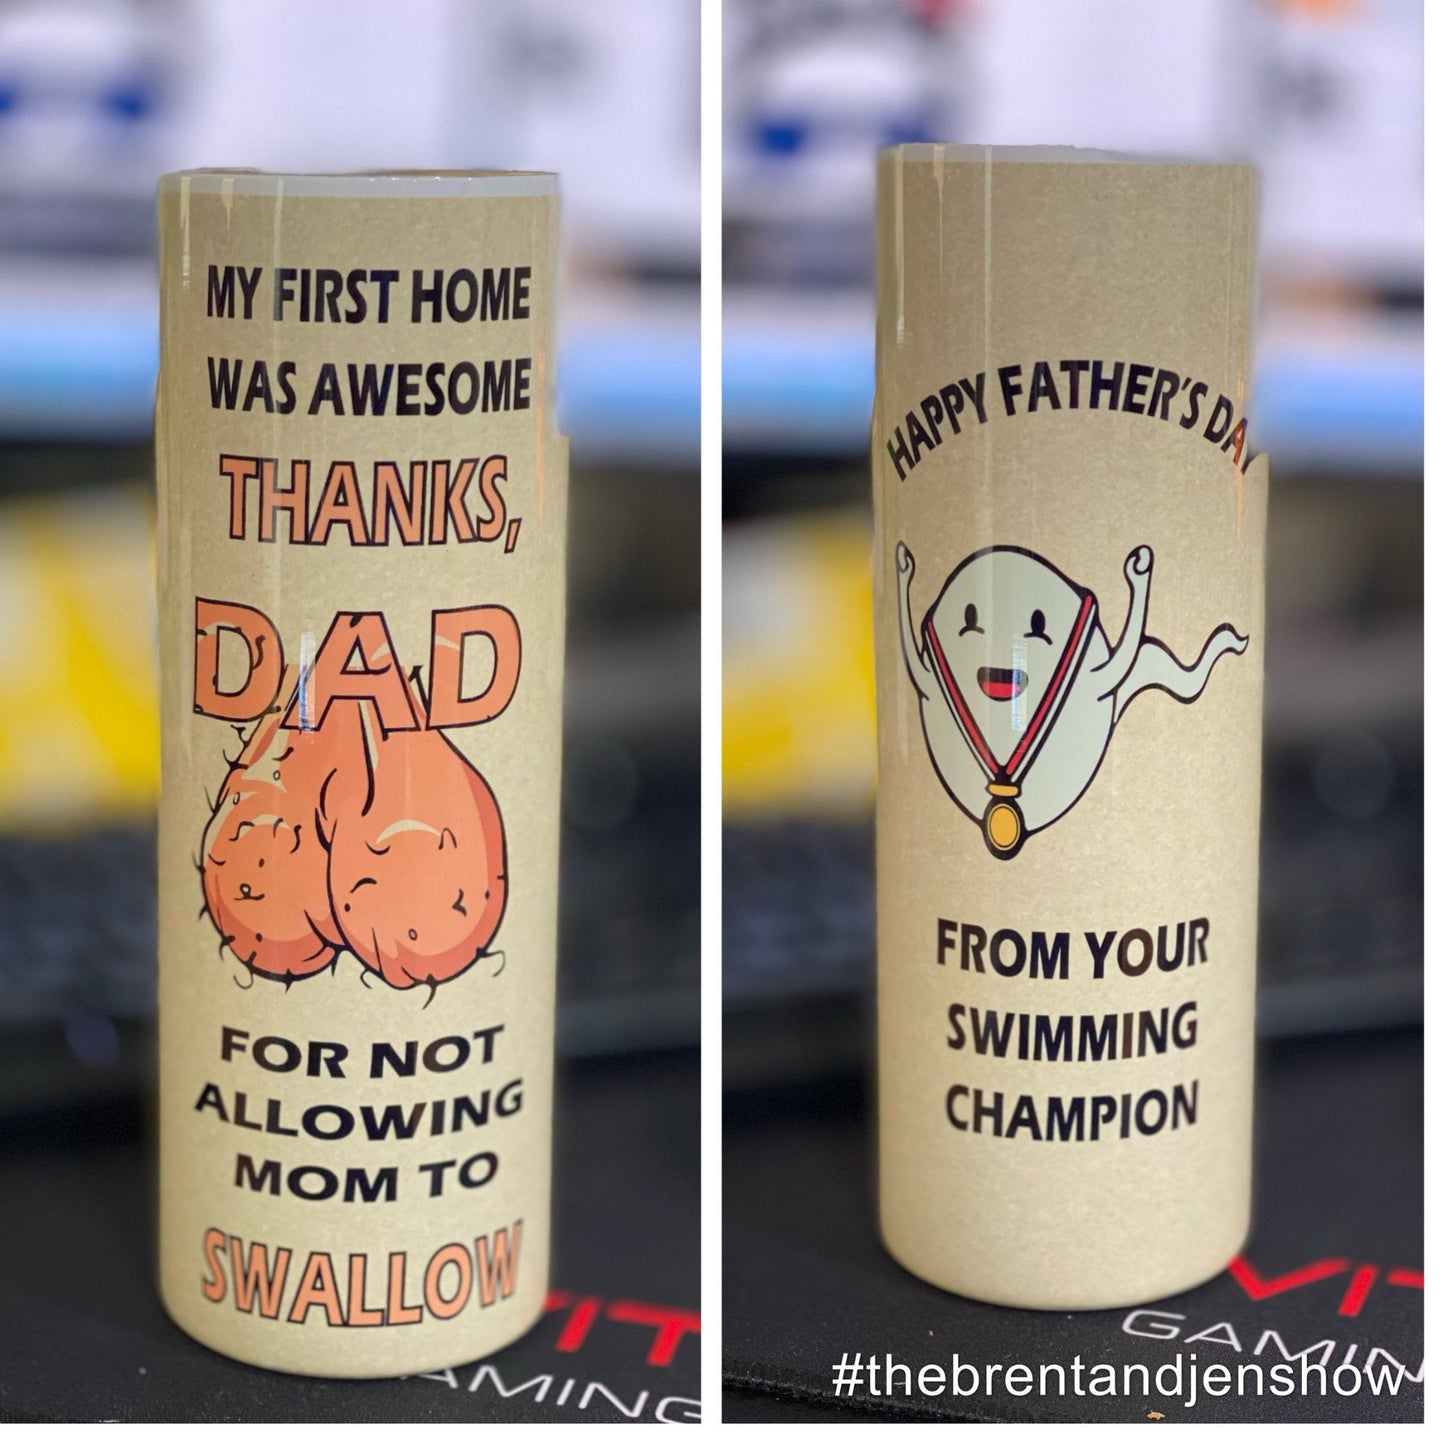 MY FIRST HOME
WAS AWESOME
THANKS,
DAD
FOR NOT
ALLOWING
MOM TO
SWALLOW
HAPPY FATHER'S DAY
FROM YOUR
SWIMMING
CHAMPION
GAMING
#thebrentandjenshow